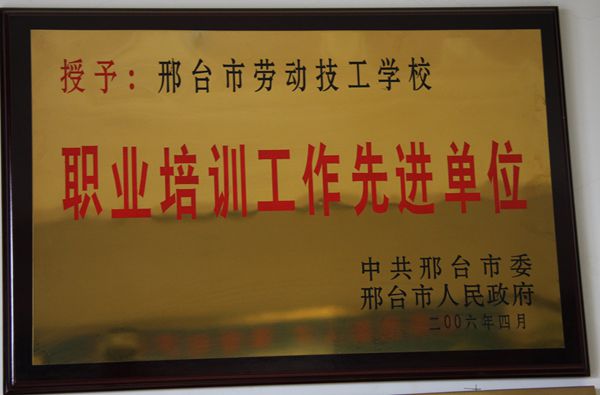 授予：邢台市劳动技工学校
职业培训工作先进单位
中共邢台市委
邢台市人民政府
二00六年四月